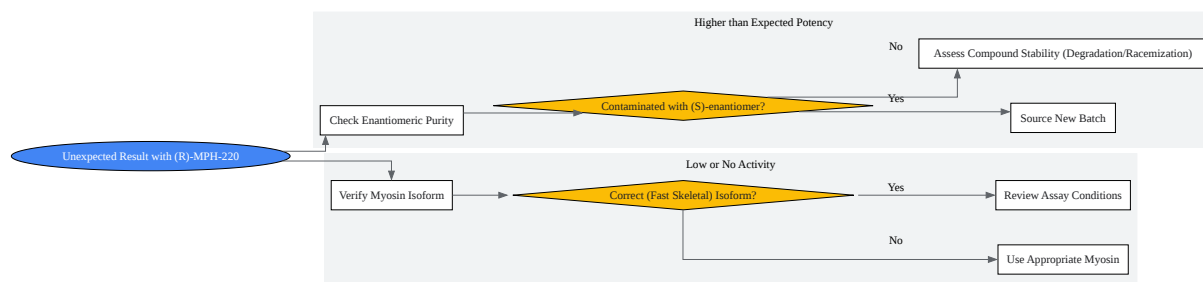 Higher than Expected Potency
No
Assess Compound Stability (Degradation/Racemization)
Contaminated with (S)-enantiomer?
Yes
Check Enantiomeric Purity
Source New Batch
Unexpected Result with (R)-MPH-220
Low or No Activity
Verify Myosin Isoform
Correct (Fast Skeletal) Isoform?
Yes
Review Assay Conditions
No
Use Appropriate Myosin